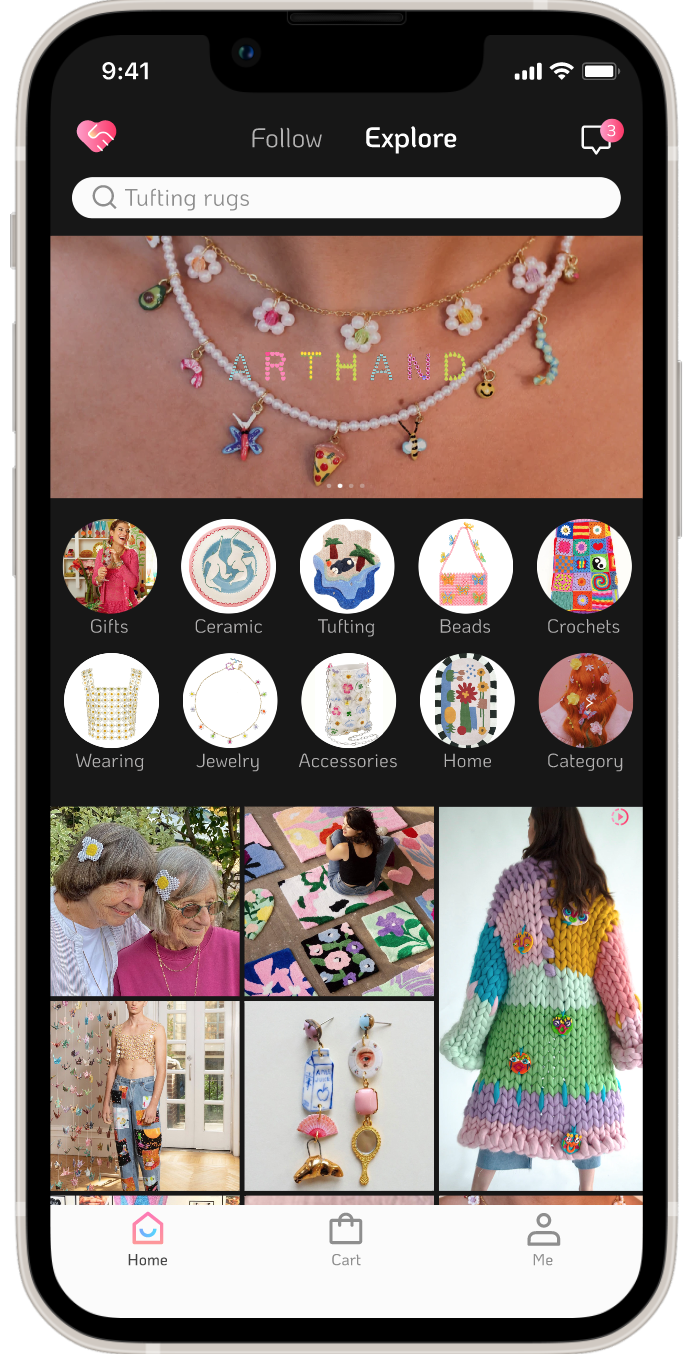 9:41
Follow Explore
3
Tufting rugs
ARTHAND
Gifts Ceramic Tufting Beads Crochets
Wearing Jewelry Accessories Home Category
Home Cart Me